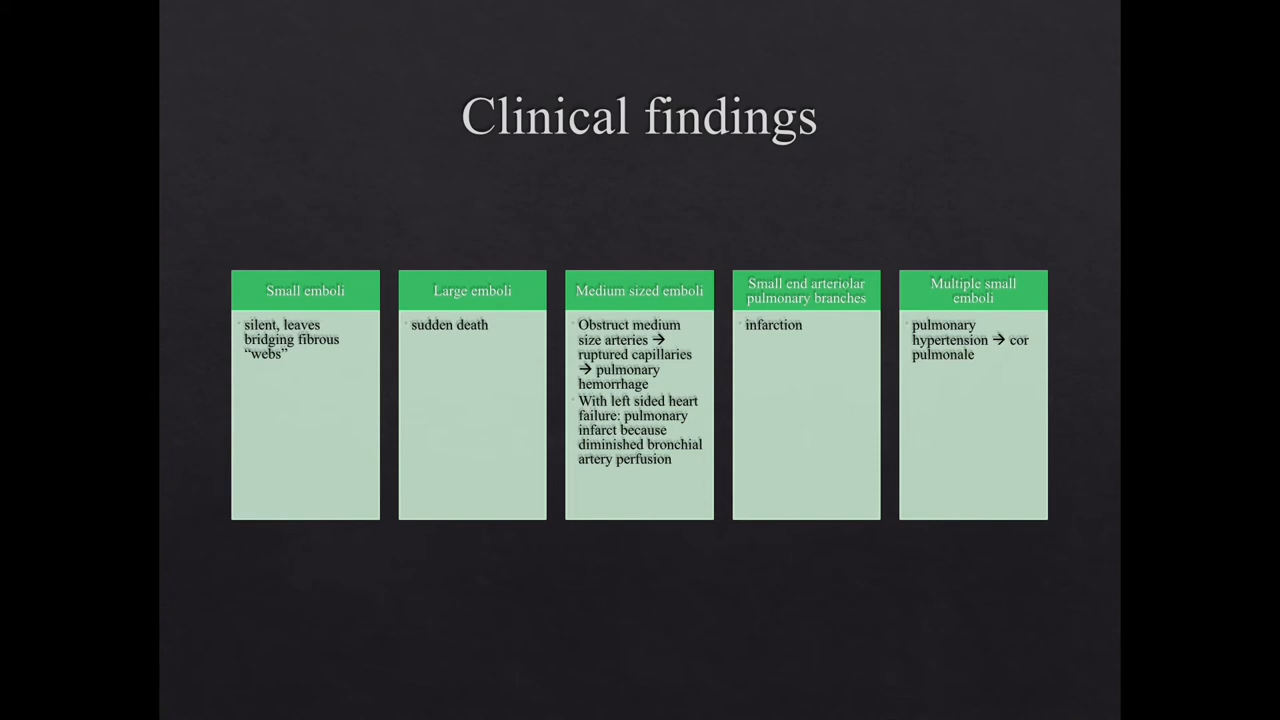 Clinical findings
Small emboli
silent, leaves
bridging fibrous
“webs”
Large emboli
sudden death
Medium sized emboli
Obstruct medium
size arteries →
ruptured capillaries
→ pulmonary
hemorrhage
With left sided heart
failure: pulmonary
infarct because
diminished bronchial
artery perfusion
Small end arteriolar
pulmonary branches
infarction
Multiple small
emboli
pulmonary
hypertension → cor
pulmonale